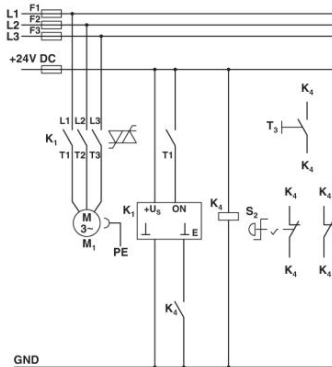 L1 F1
L2 F2
L3 F3
+24V DC
L1 L2 L3
K1
T1 T2 T3
T1
K4
T3
K4
M
3~
M1
PE
K1
+US ON
E
K4
S2
K4 K4
K4 K4
K4
GND